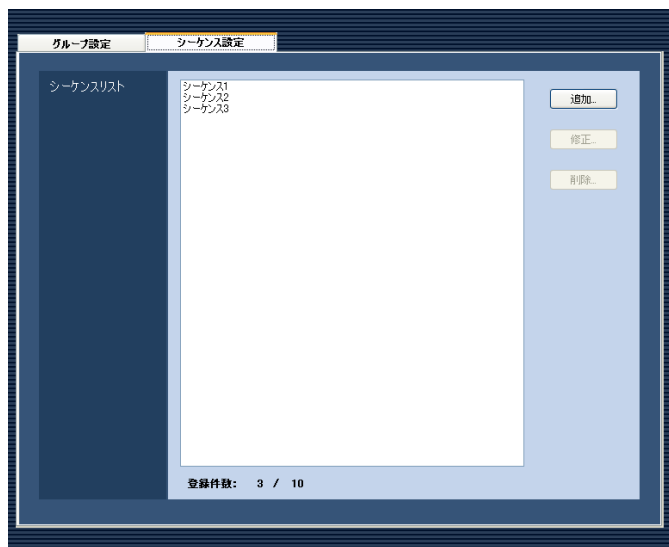 グループ設定 シーケンス設定
シーケンスリスト
シーケンス1
シーケンス2
シーケンス3
追加...
修正...
削除...
登録件数: 3 / 10